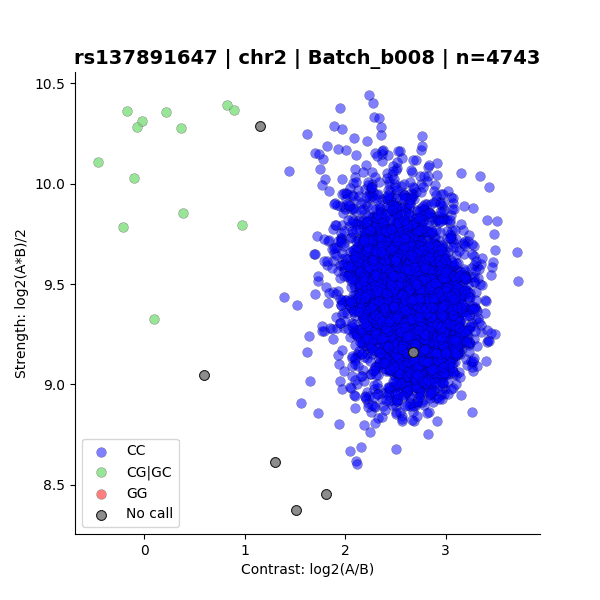 rs137891647 | chr2 | Batch_b008 | n=4743
Strength: log2(A*B)/2
10.5
10.0
9.5
9.0
8.5
CC
CG|GC
GG
No call
0 1 2 3
Contrast: log2(A/B)